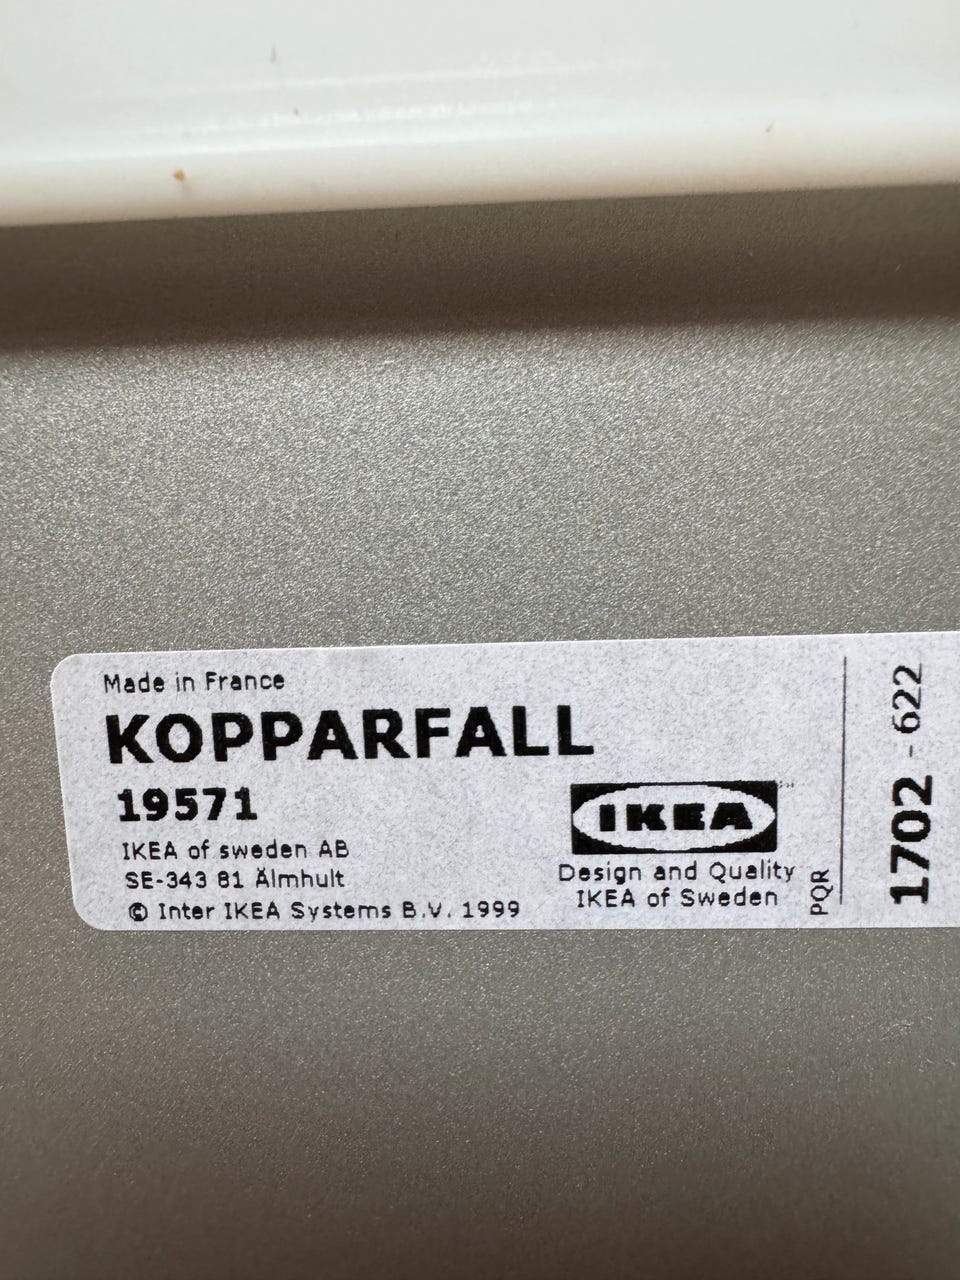 Made in France
KOPPARFALL
19571
IKEA of sweden AB
SE-343 81 Älmhult
© Inter IKEA Systems B.V. 1999
IKEA
Design and Quality
IKEA of Sweden
PQR
1702 - 622